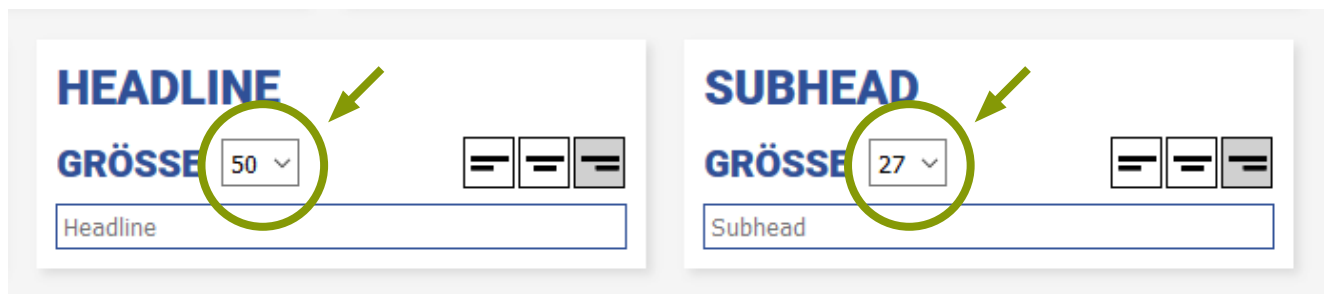 HEADLINE
GRÖSSE 50
Headline
SUBHEAD
GRÖSSE 27
Subhead